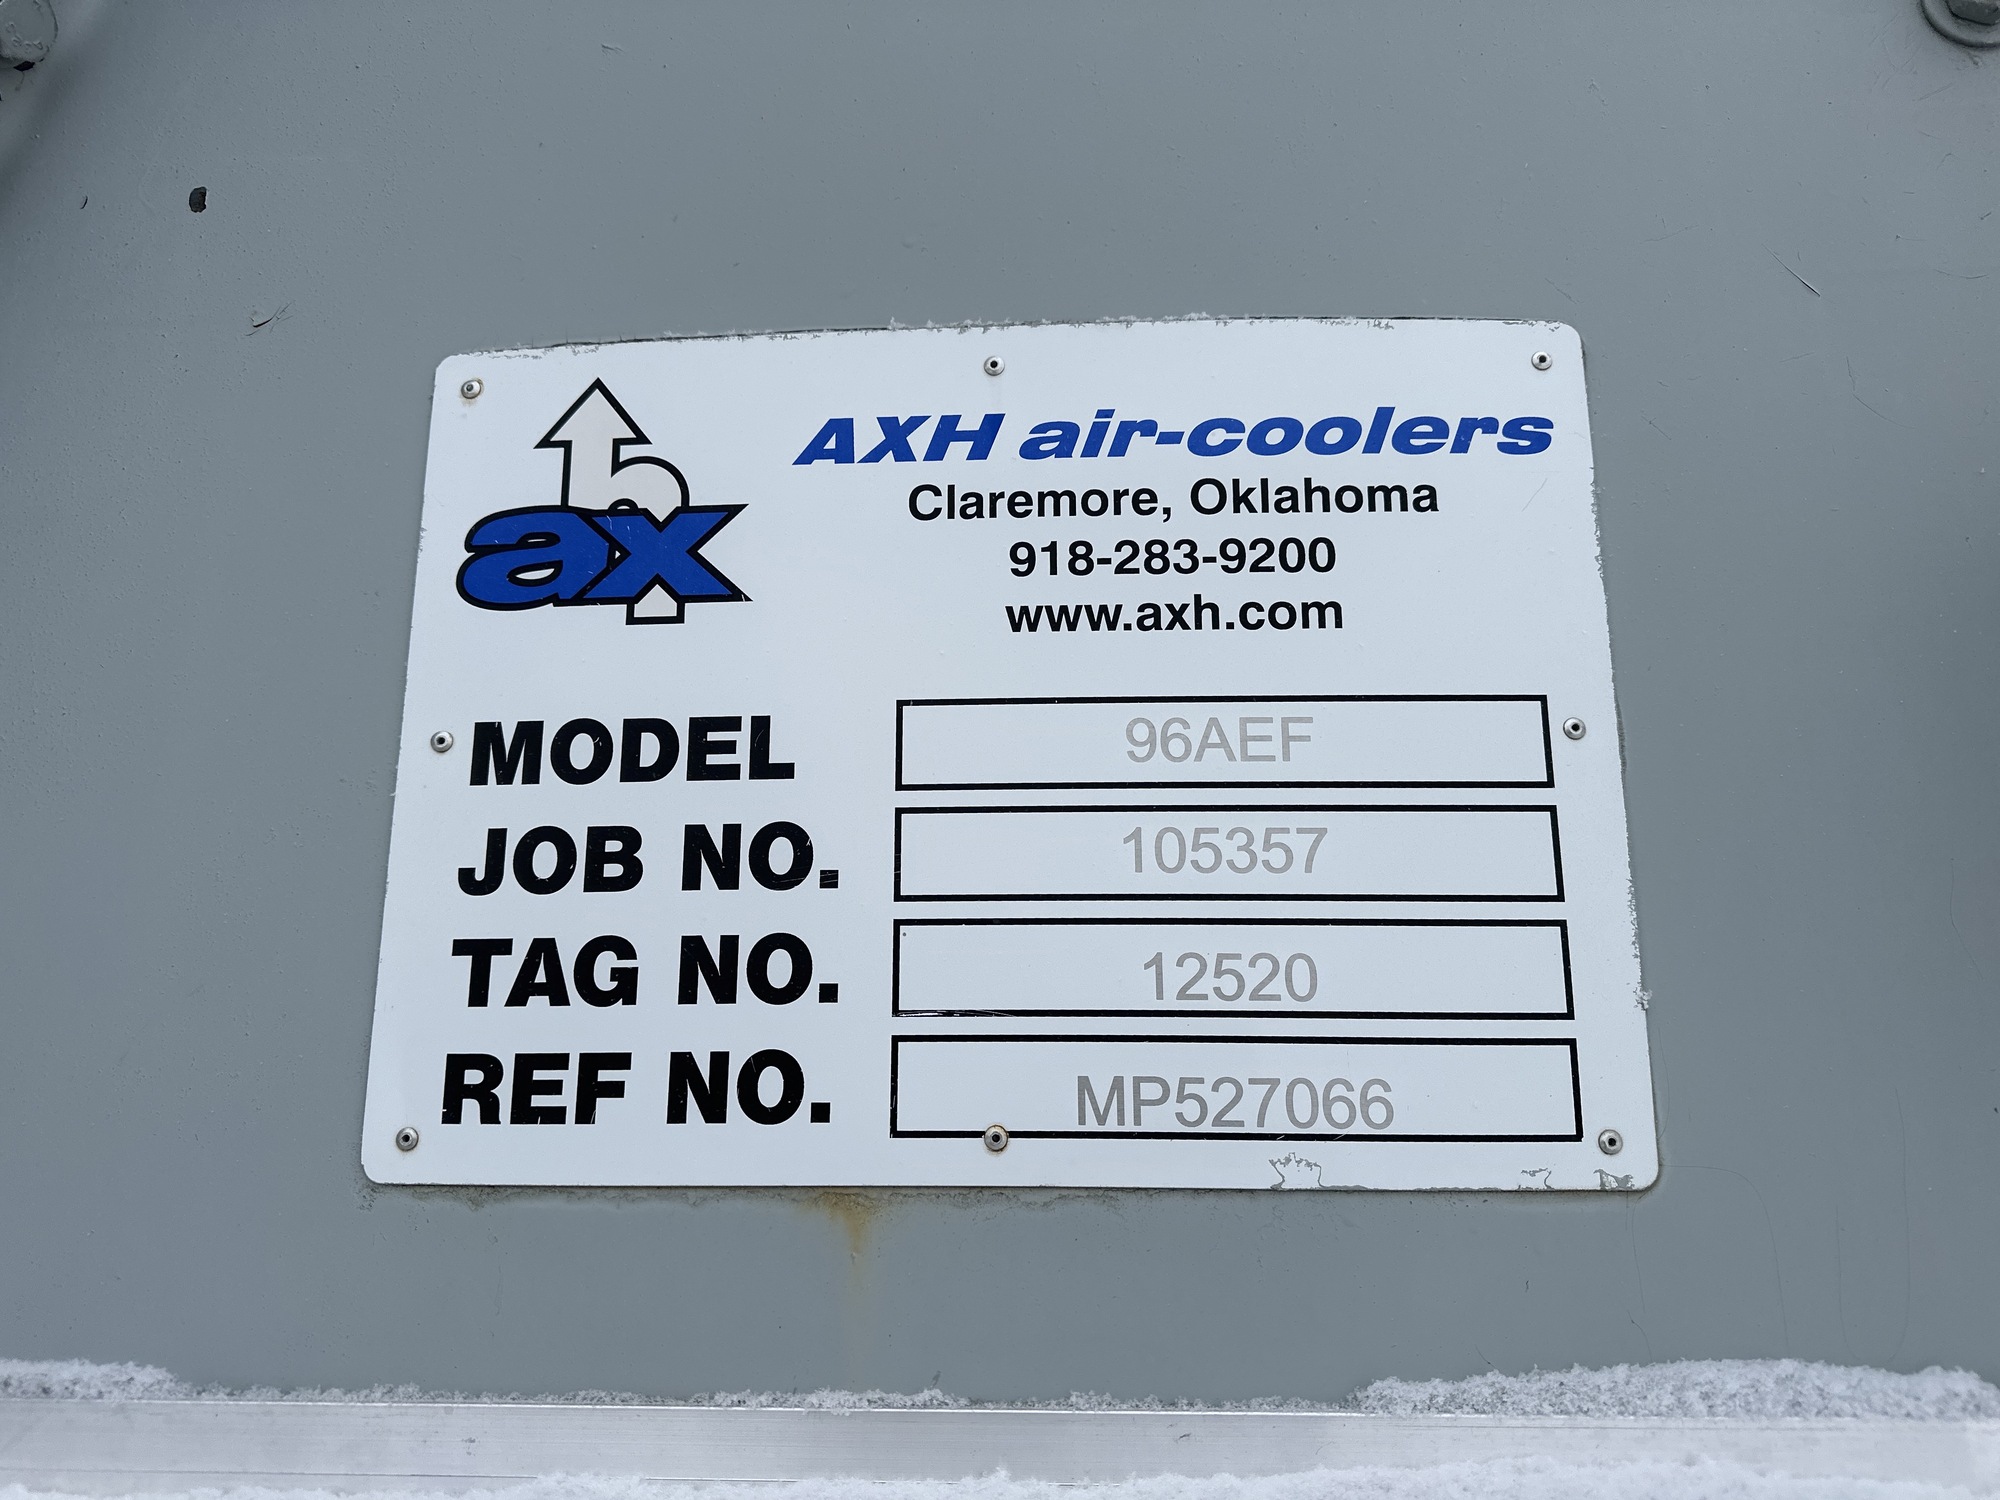 hax
AXH air-coolers
Claremore, Oklahoma
918-283-9200
www.axh.com
MODEL 96AEF
JOB NO. 105357
TAG NO. 12520
REF NO. MP527066